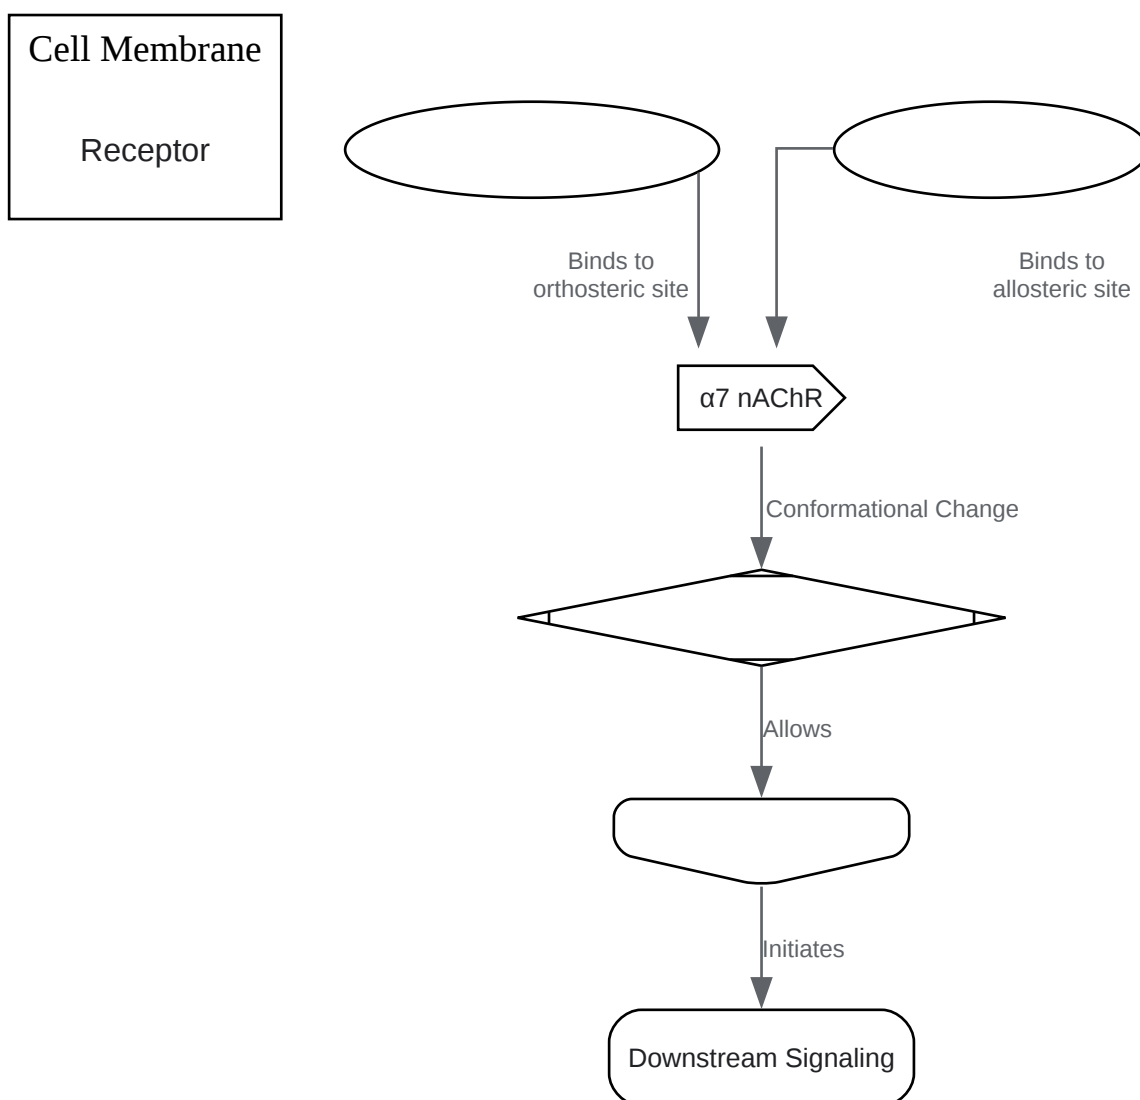 Cell Membrane
Receptor
Binds to
orthosteric site
Binds to
allosteric site
α7 nAChR
Conformational Change
Allows
Initiates
Downstream Signaling